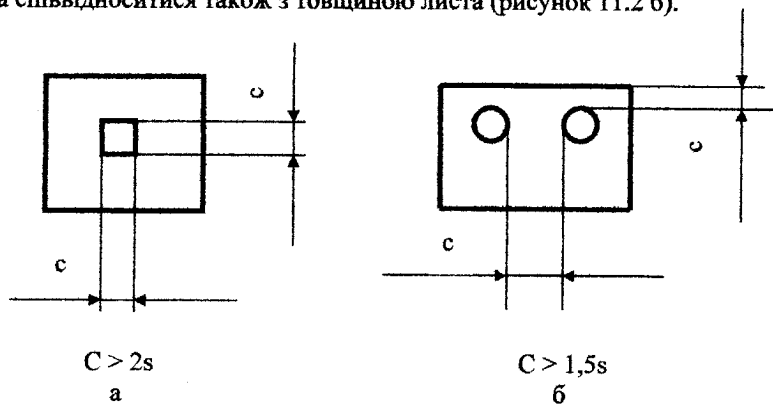 а співвідноситися також з товщиною листа (рисунок 11.2 б).
c
c
c
c
C > 2s
C > 1,5s
а
б